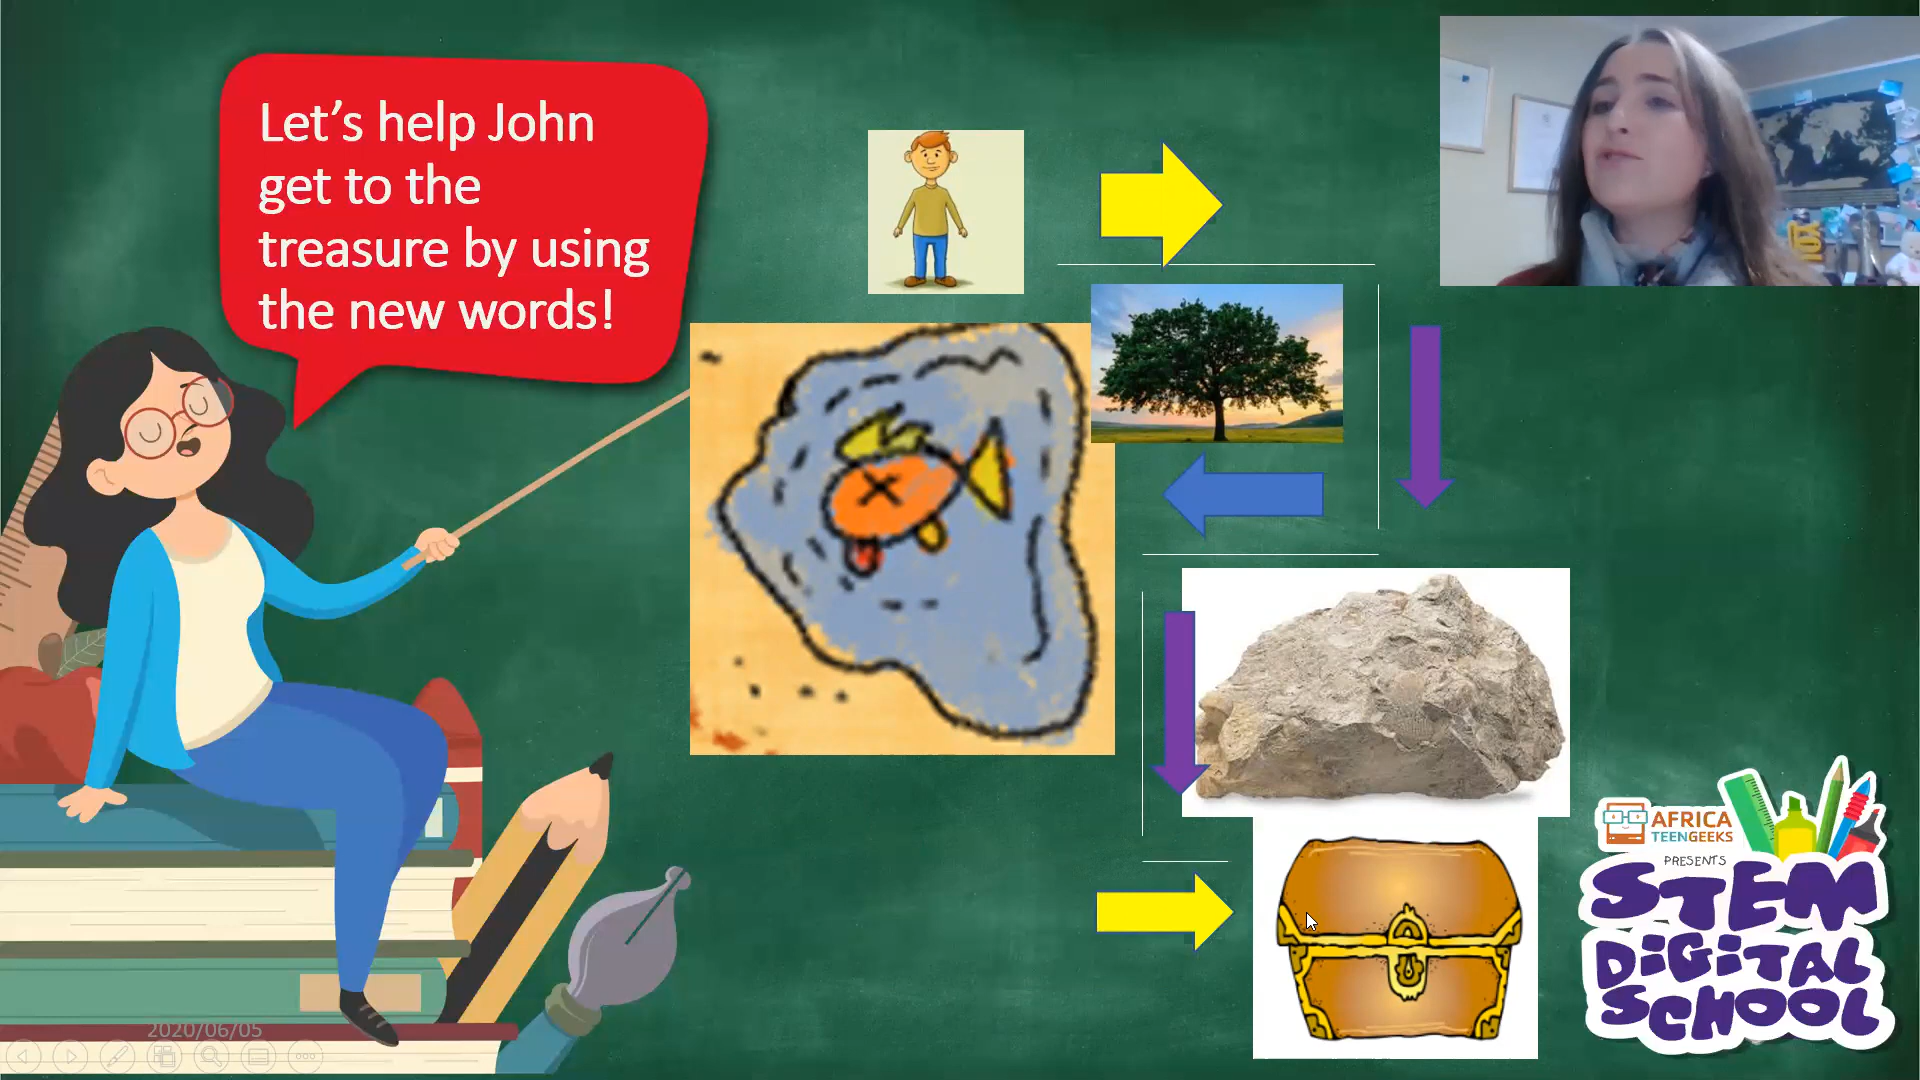 Let's help John
get to the
treasure by using
the new words!
AFRICA
TEENGEEKS
PRESENTS
STEM
DiGiTAL
SCHOOL
2020/06/05
YOU